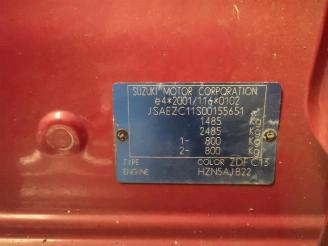 SUZUKI MOTOR CORPORATION
e4*2001/116*0102
JSAEZC11S00155651
1485 Kg
2485 Kg
1- 800 Kg
2- 800 Kg
TYPE COLOR ZDF C13
ENGINE HZN5AJB22